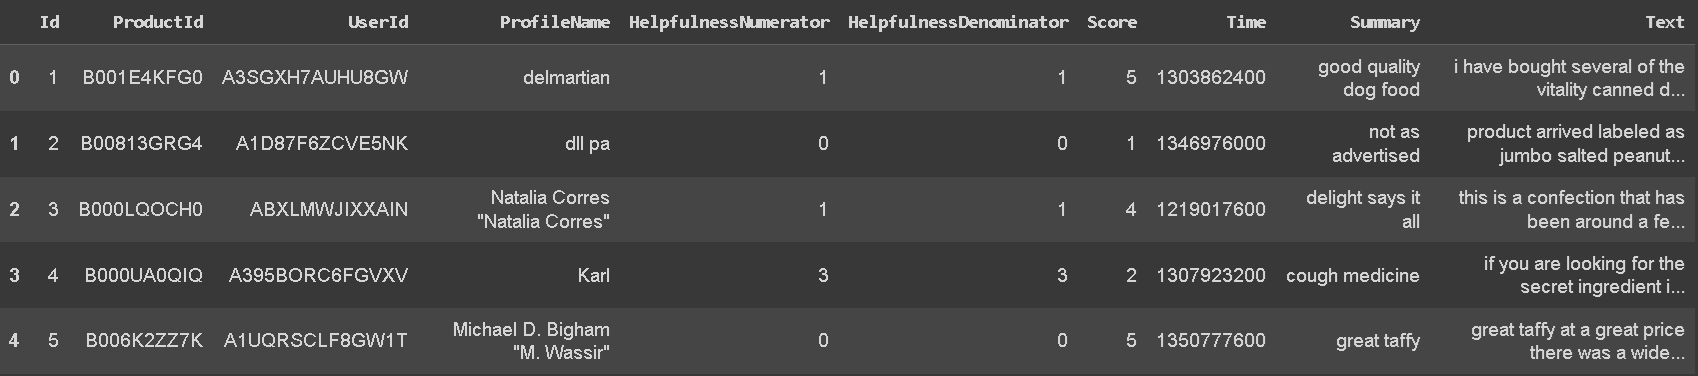 Id ProductId UserId ProfileName HelpfulnessNumerator HelpfulnessDenominator Score Time Summary Text
0 1 B001E4KFG0 A3SGXH7AUHU8GW delmartian 1 1 5 1303862400 good quality dog food i have bought several of the vitality canned d...
1 2 B00813GRG4 A1D87F6ZCVE5NK dll pa 0 0 1 1346976000 not as advertised product arrived labeled as jumbo salted peanut...
2 3 B000LQOCH0 ABXLMWJIXXAIN Natalia Corres "Natalia Corres" 1 1 4 1219017600 delight says it all this is a confection that has been around a fe...
3 4 B000UA0QIQ A395BORC6FGVXV Karl 3 3 2 1307923200 cough medicine if you are looking for the secret ingredient i...
4 5 B006K2ZZ7K A1UQRSCLF8GW1T Michael D. Bigham "M. Wassir" 0 0 5 1350777600 great taffy great taffy at a great price there was a wide...